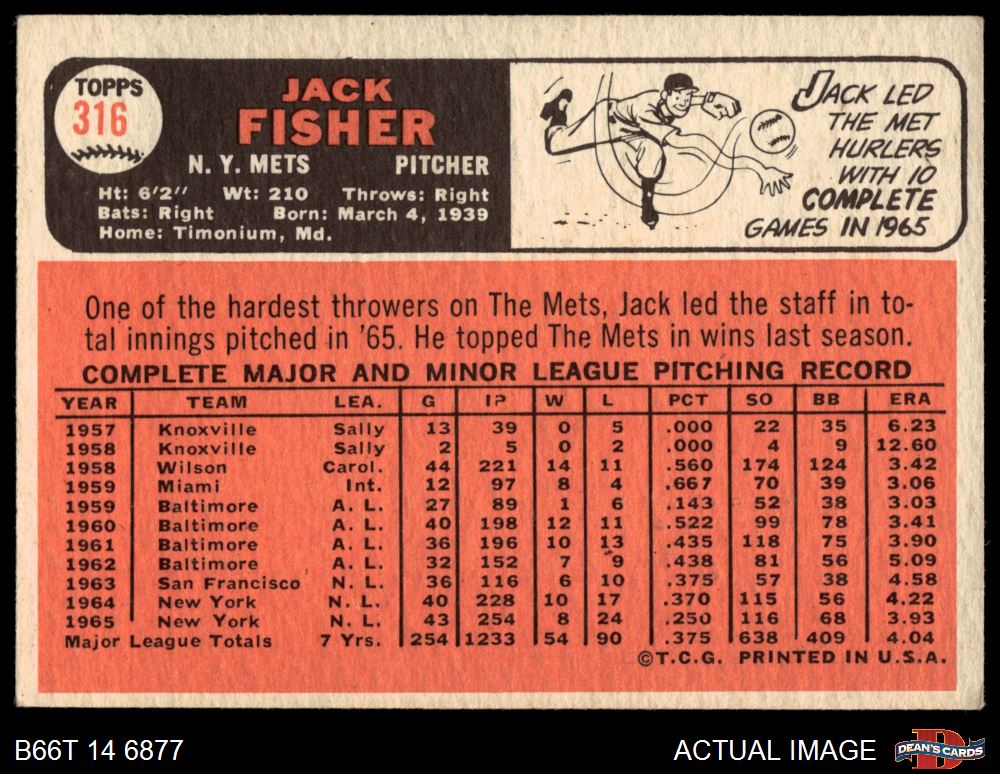 TOPPS
316
JACK
FISHER
N. Y. METS PITCHER
Ht: 6'2" Wt: 210 Throws: Right
Bats: Right Born: March 4, 1939
Home: Timonium, Md.
JACK LED
THE MET
HURLERS
WITH 10
COMPLETE
GAMES IN 1965
One of the hardest throwers on The Mets, Jack led the staff in to-
tal innings pitched in '65. He topped The Mets in wins last season.
COMPLETE MAJOR AND MINOR LEAGUE PITCHING RECORD
YEAR TEAM LEA. G IP W L PCT SO BB ERA
1957 Knoxville Sally 13 39 0 5 .000 22 35 6.23
1958 Knoxville Sally 2 5 0 2 .000 4 9 12.60
1958 Wilson Carol. 44 221 14 11 .560 174 124 3.42
1959 Miami Int. 12 97 8 4 .667 70 39 3.06
1959 Baltimore A. L. 27 89 1 6 .143 52 38 3.03
1960 Baltimore A. L. 40 198 12 11 .522 99 78 3.41
1961 Baltimore A. L. 36 196 10 13 .435 118 75 3.90
1962 Baltimore A. L. 32 152 7 9 .438 81 56 5.09
1963 San Francisco N. L. 36 116 6 10 .375 57 38 4.58
1964 New York N. L. 40 228 10 17 .370 115 56 4.22
1965 New York N. L. 43 254 8 24 .250 116 68 3.93
Major League Totals 7 Yrs. 254 1233 54 90 .375 638 409 4.04
©T.C.G. PRINTED IN U.S.A.
B66T 14 6877 ACTUAL IMAGE DEAN'S CARDS